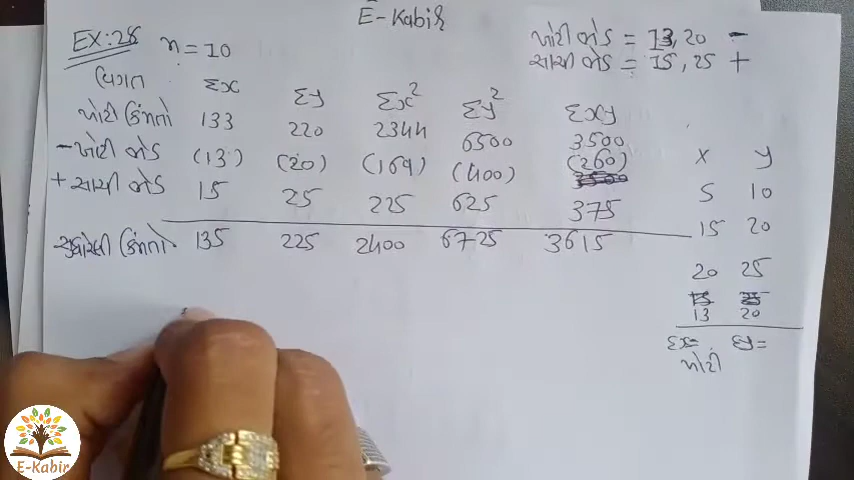 E-Kabir
EX:28 n=10
ખોટી જોડ = 13, 20 -
સાચી જોડ = 15, 25 +
વિગત Σx Σy Σx² Σy² Σxy
ખોટી કિંમતો 133 220 2344 6500 3500
- ખોટી જોડ (13) (20) (169) (400) (260)
+ સાચી જોડ 15 25 225 625 375
સુધારેલી કિંમતો 135 225 2400 6725 3615
x y
5 10
15 20
20 25
13 20
Σx= Σy=
ખોટી
E-Kabir